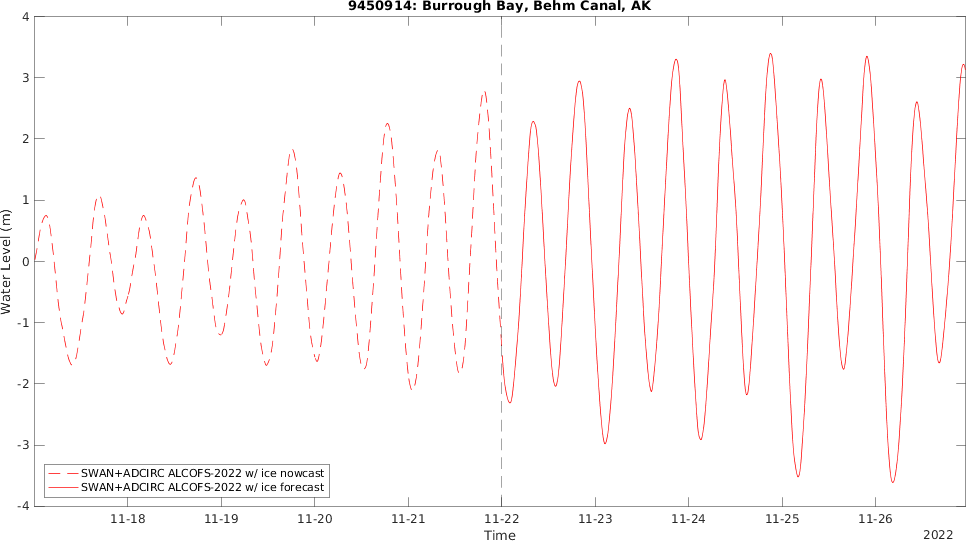 9450914: Burrough Bay, Behm Canal, AK
4
3
2
1
0
-1
-2
-3
-4
Water Level (m)
SWAN+ADCIRC ALCOFS-2022 w/ ice nowcast
SWAN+ADCIRC ALCOFS-2022 w/ ice forecast
11-18 11-19 11-20 11-21 11-22 11-23 11-24 11-25 11-26
Time
2022